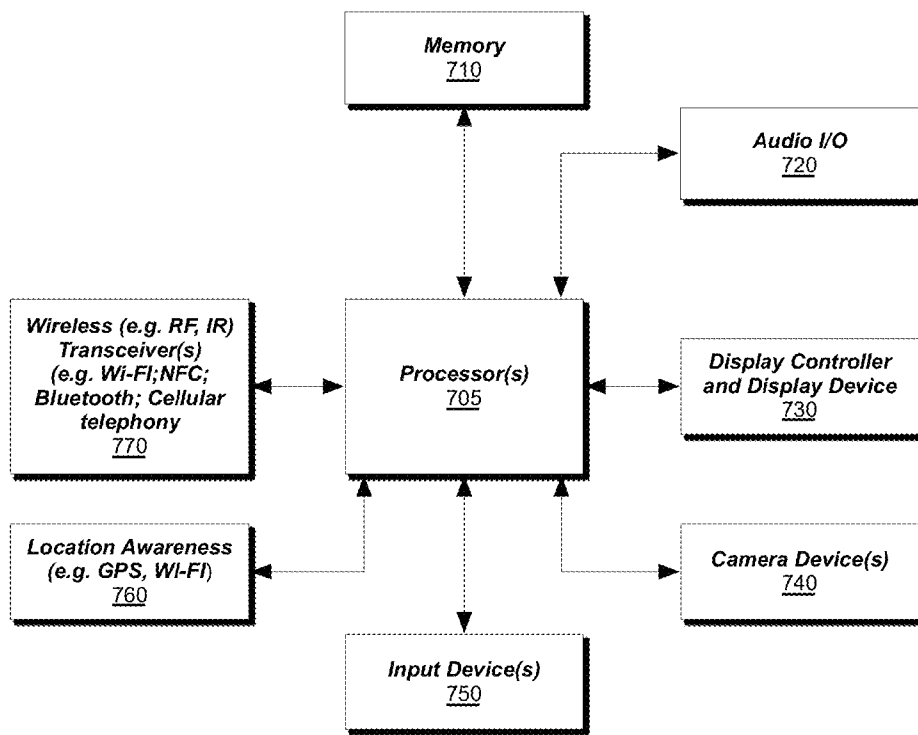 Memory
710
Audio I/O
720
Wireless (e.g. RF, IR)
Transceiver(s)
(e.g. Wi-FI;NFC;
Bluetooth; Cellular
telephony
770
Processor(s)
705
Display Controller
and Display Device
730
Location Awareness
(e.g. GPS, WI-FI)
760
Camera Device(s)
740
Input Device(s)
750